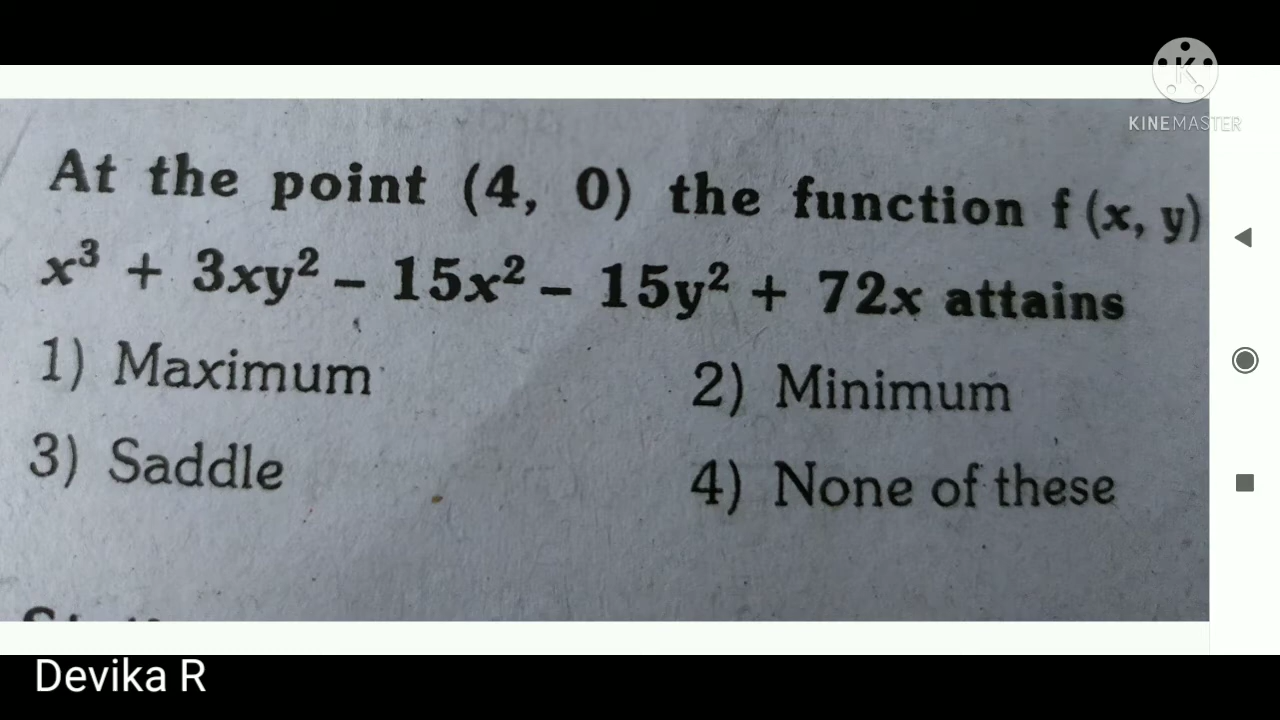 KINEMASTER
At the point (4, 0) the function f (x, y)
x³ + 3xy² – 15x² – 15y² + 72x attains
1) Maximum 2) Minimum
3) Saddle 4) None of these
Devika R